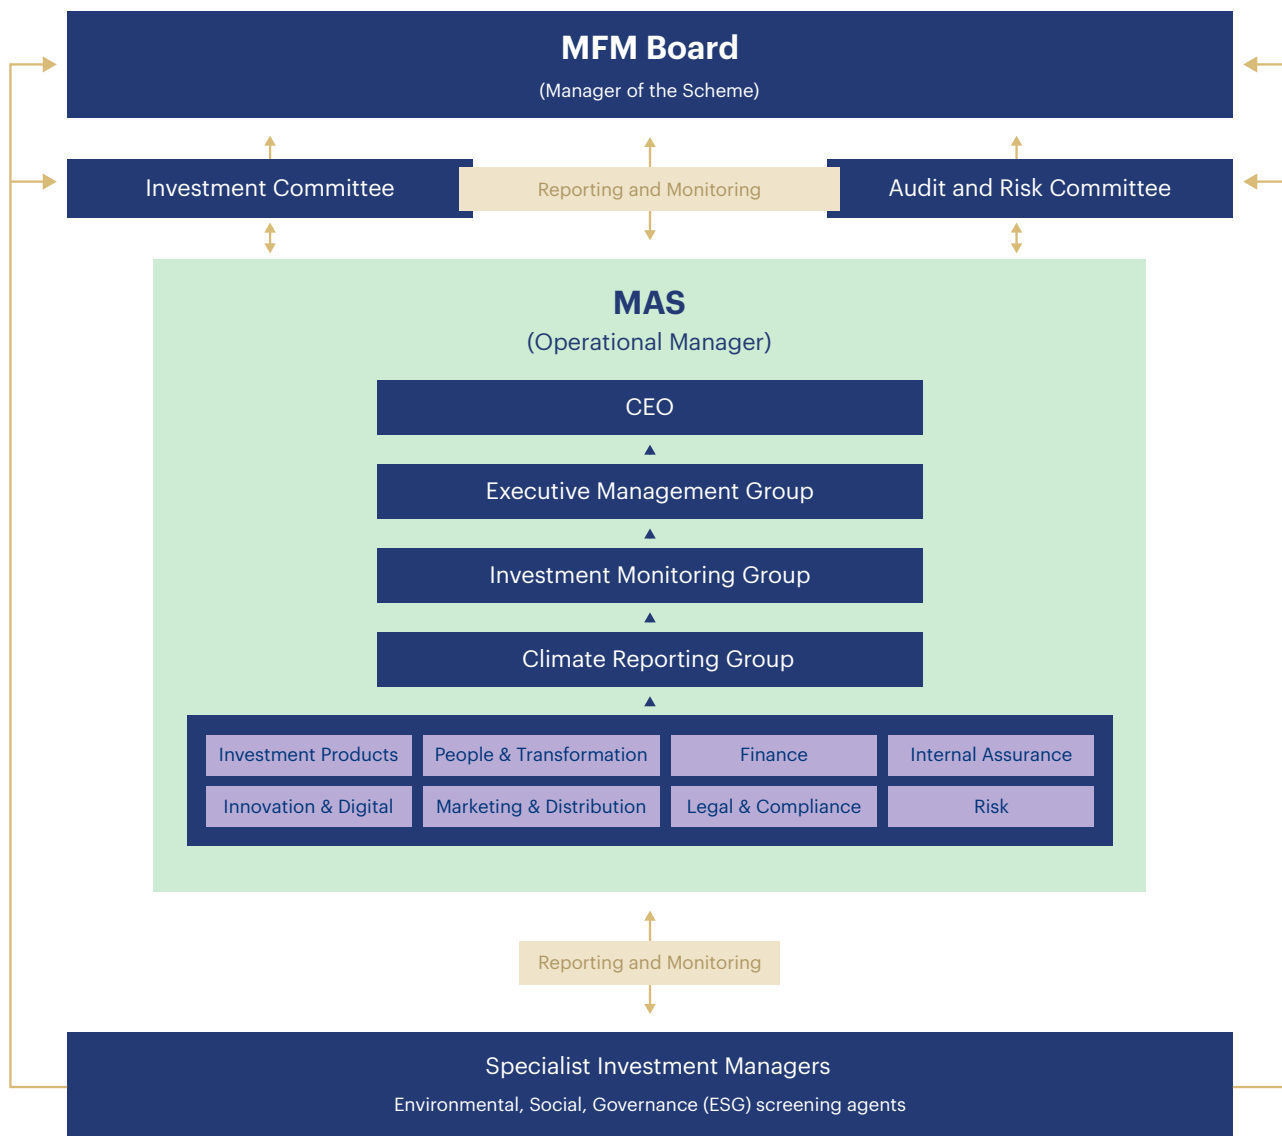 MFM Board
(Manager of the Scheme)
Investment Committee
Reporting and Monitoring
Audit and Risk Committee
MAS
(Operational Manager)
CEO
Executive Management Group
Investment Monitoring Group
Climate Reporting Group
Investment Products
People & Transformation
Finance
Internal Assurance
Innovation & Digital
Marketing & Distribution
Legal & Compliance
Risk
Reporting and Monitoring
Specialist Investment Managers
Environmental, Social, Governance (ESG) screening agents